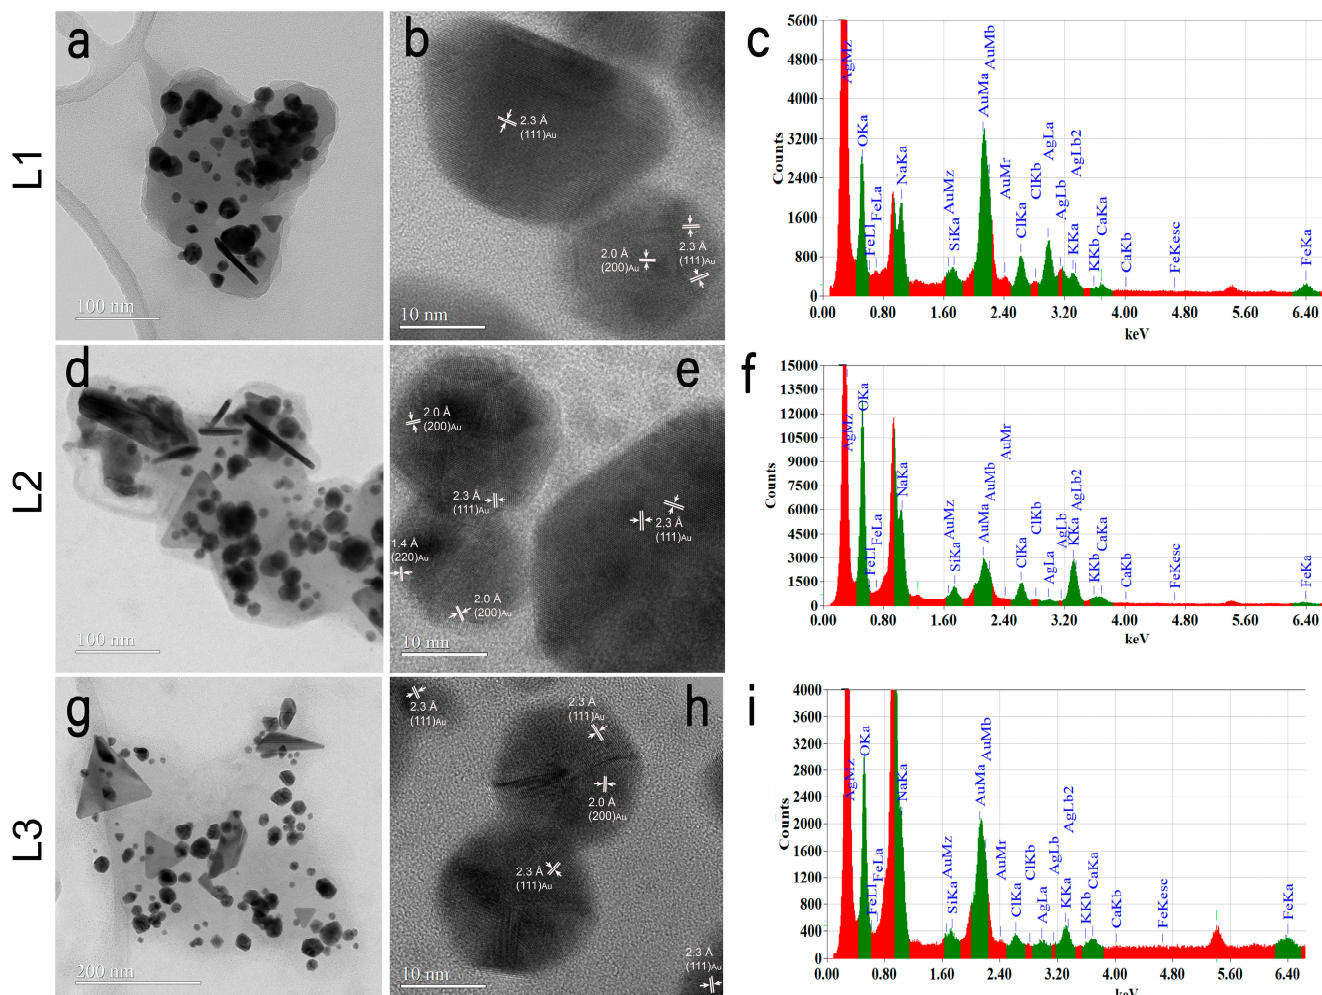 L1
a
100 nm
b
2.3 Å
(111)Au
2.0 Å
(200)Au
2.3 Å
(111)Au
10 nm
c
5600
4800
4000
3200
2400
1600
800
0
Counts
AgMz
OKa
FeLl
FeLa
NaKa
SiKa
AuMz
AuMa
AuMb
AuMr
ClKa
ClKb
AgLa
AgLb
AgLb2
KKa
KKb
CaKa
CaKb
FeKesc
FeKa
0.00 0.80 1.60 2.40 3.20 4.00 4.80 5.60 6.40
keV
L2
d
100 nm
e
2.0 Å
(200)Au
2.3 Å
(111)Au
1.4 Å
(220)Au
2.0 Å
(200)Au
2.3 Å
(111)Au
10 nm
f
15000
13500
12000
10500
9000
7500
6000
4500
3000
1500
0
Counts
AgMz
OKa
FeLl
FeLa
NaKa
SiKa
AuMz
AuMa
AuMb
AuMr
ClKa
ClKb
AgLa
AgLb
AgLb2
KKa
KKb
CaKa
CaKb
FeKesc
FeKa
0.00 0.80 1.60 2.40 3.20 4.00 4.80 5.60 6.40
keV
L3
g
200 nm
h
2.3 Å
(111)Au
2.3 Å
(111)Au
2.0 Å
(200)Au
2.3 Å
(111)Au
2.3 Å
(111)Au
10 nm
i
4000
3600
3200
2800
2400
2000
1600
1200
800
400
0
Counts
AgMz
OKa
FeLl
FeLa
NaKa
SiKa
AuMz
AuMa
AuMb
AuMr
ClKa
ClKb
AgLa
AgLb
AgLb2
KKa
KKb
CaKa
CaKb
FeKesc
FeKa
0.00 0.80 1.60 2.40 3.20 4.00 4.80 5.60 6.40
keV